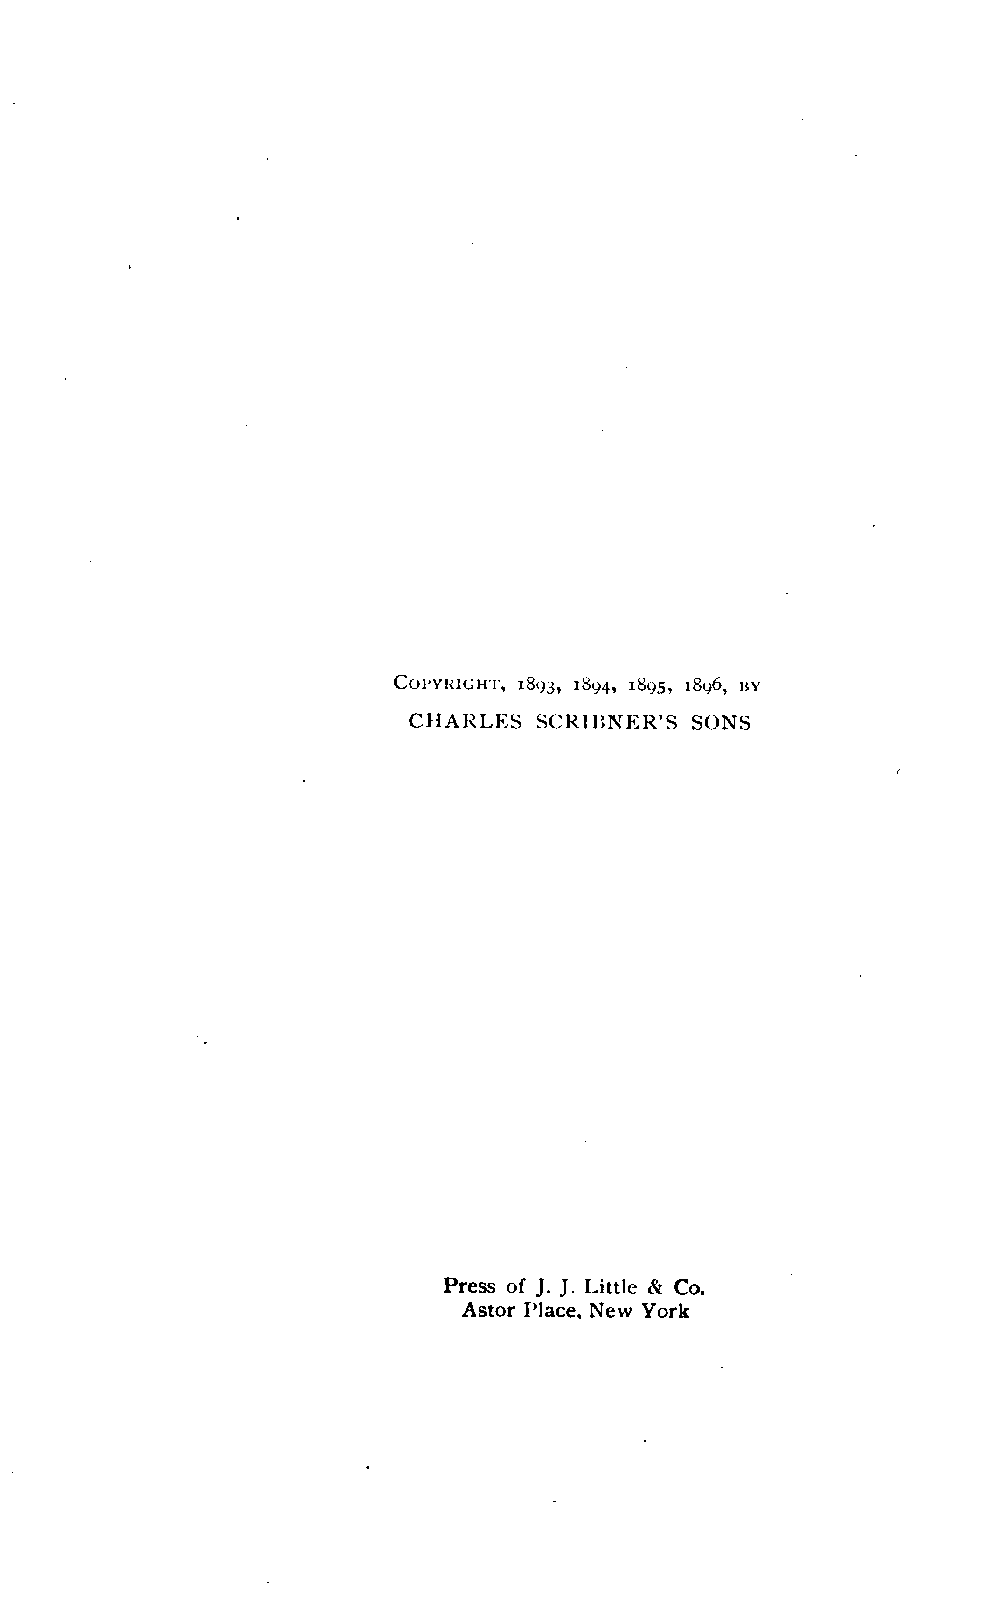 COPYRIGHT, 1893, 1894, 1895, 1896, BY
CHARLES SCRIBNER'S SONS
Press of J. J. Little & Co.
Astor Place, New York